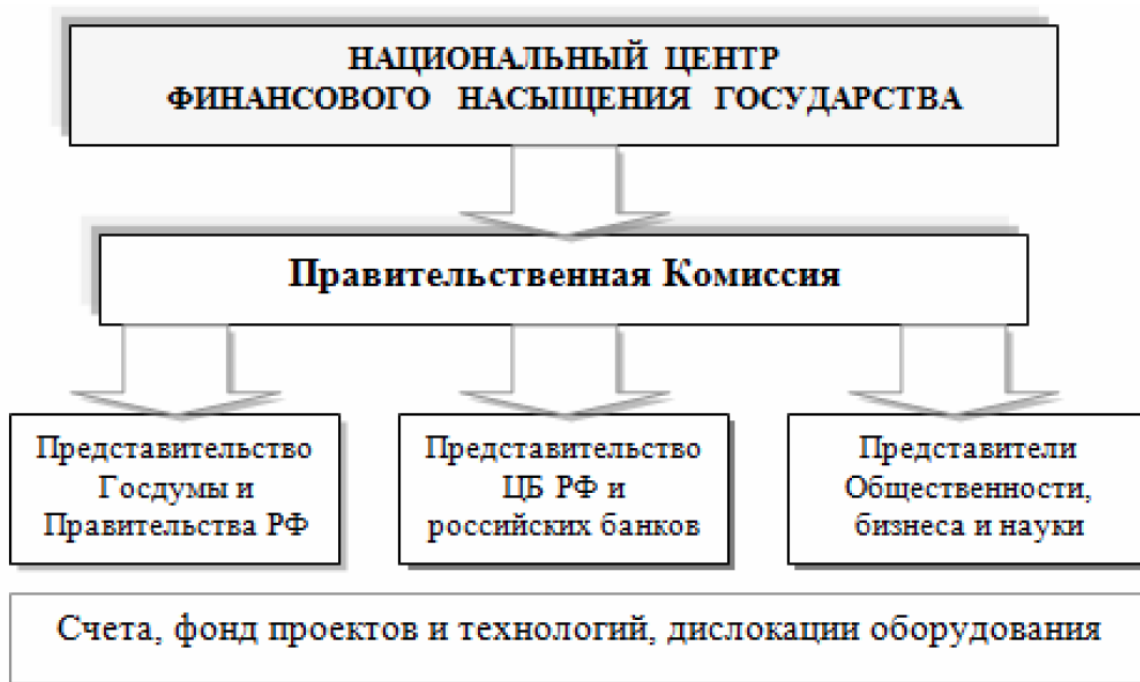 НАЦИОНАЛЬНЫЙ ЦЕНТР
ФИНАНСОВОГО НАСЫЩЕНИЯ ГОСУДАРСТВА
Правительственная Комиссия
Представительство
Госдумы и
Правительства РФ
Представительство
ЦБ РФ и
российских банков
Представители
Общественности,
бизнеса и науки
Счета, фонд проектов и технологий, дислокации оборудования